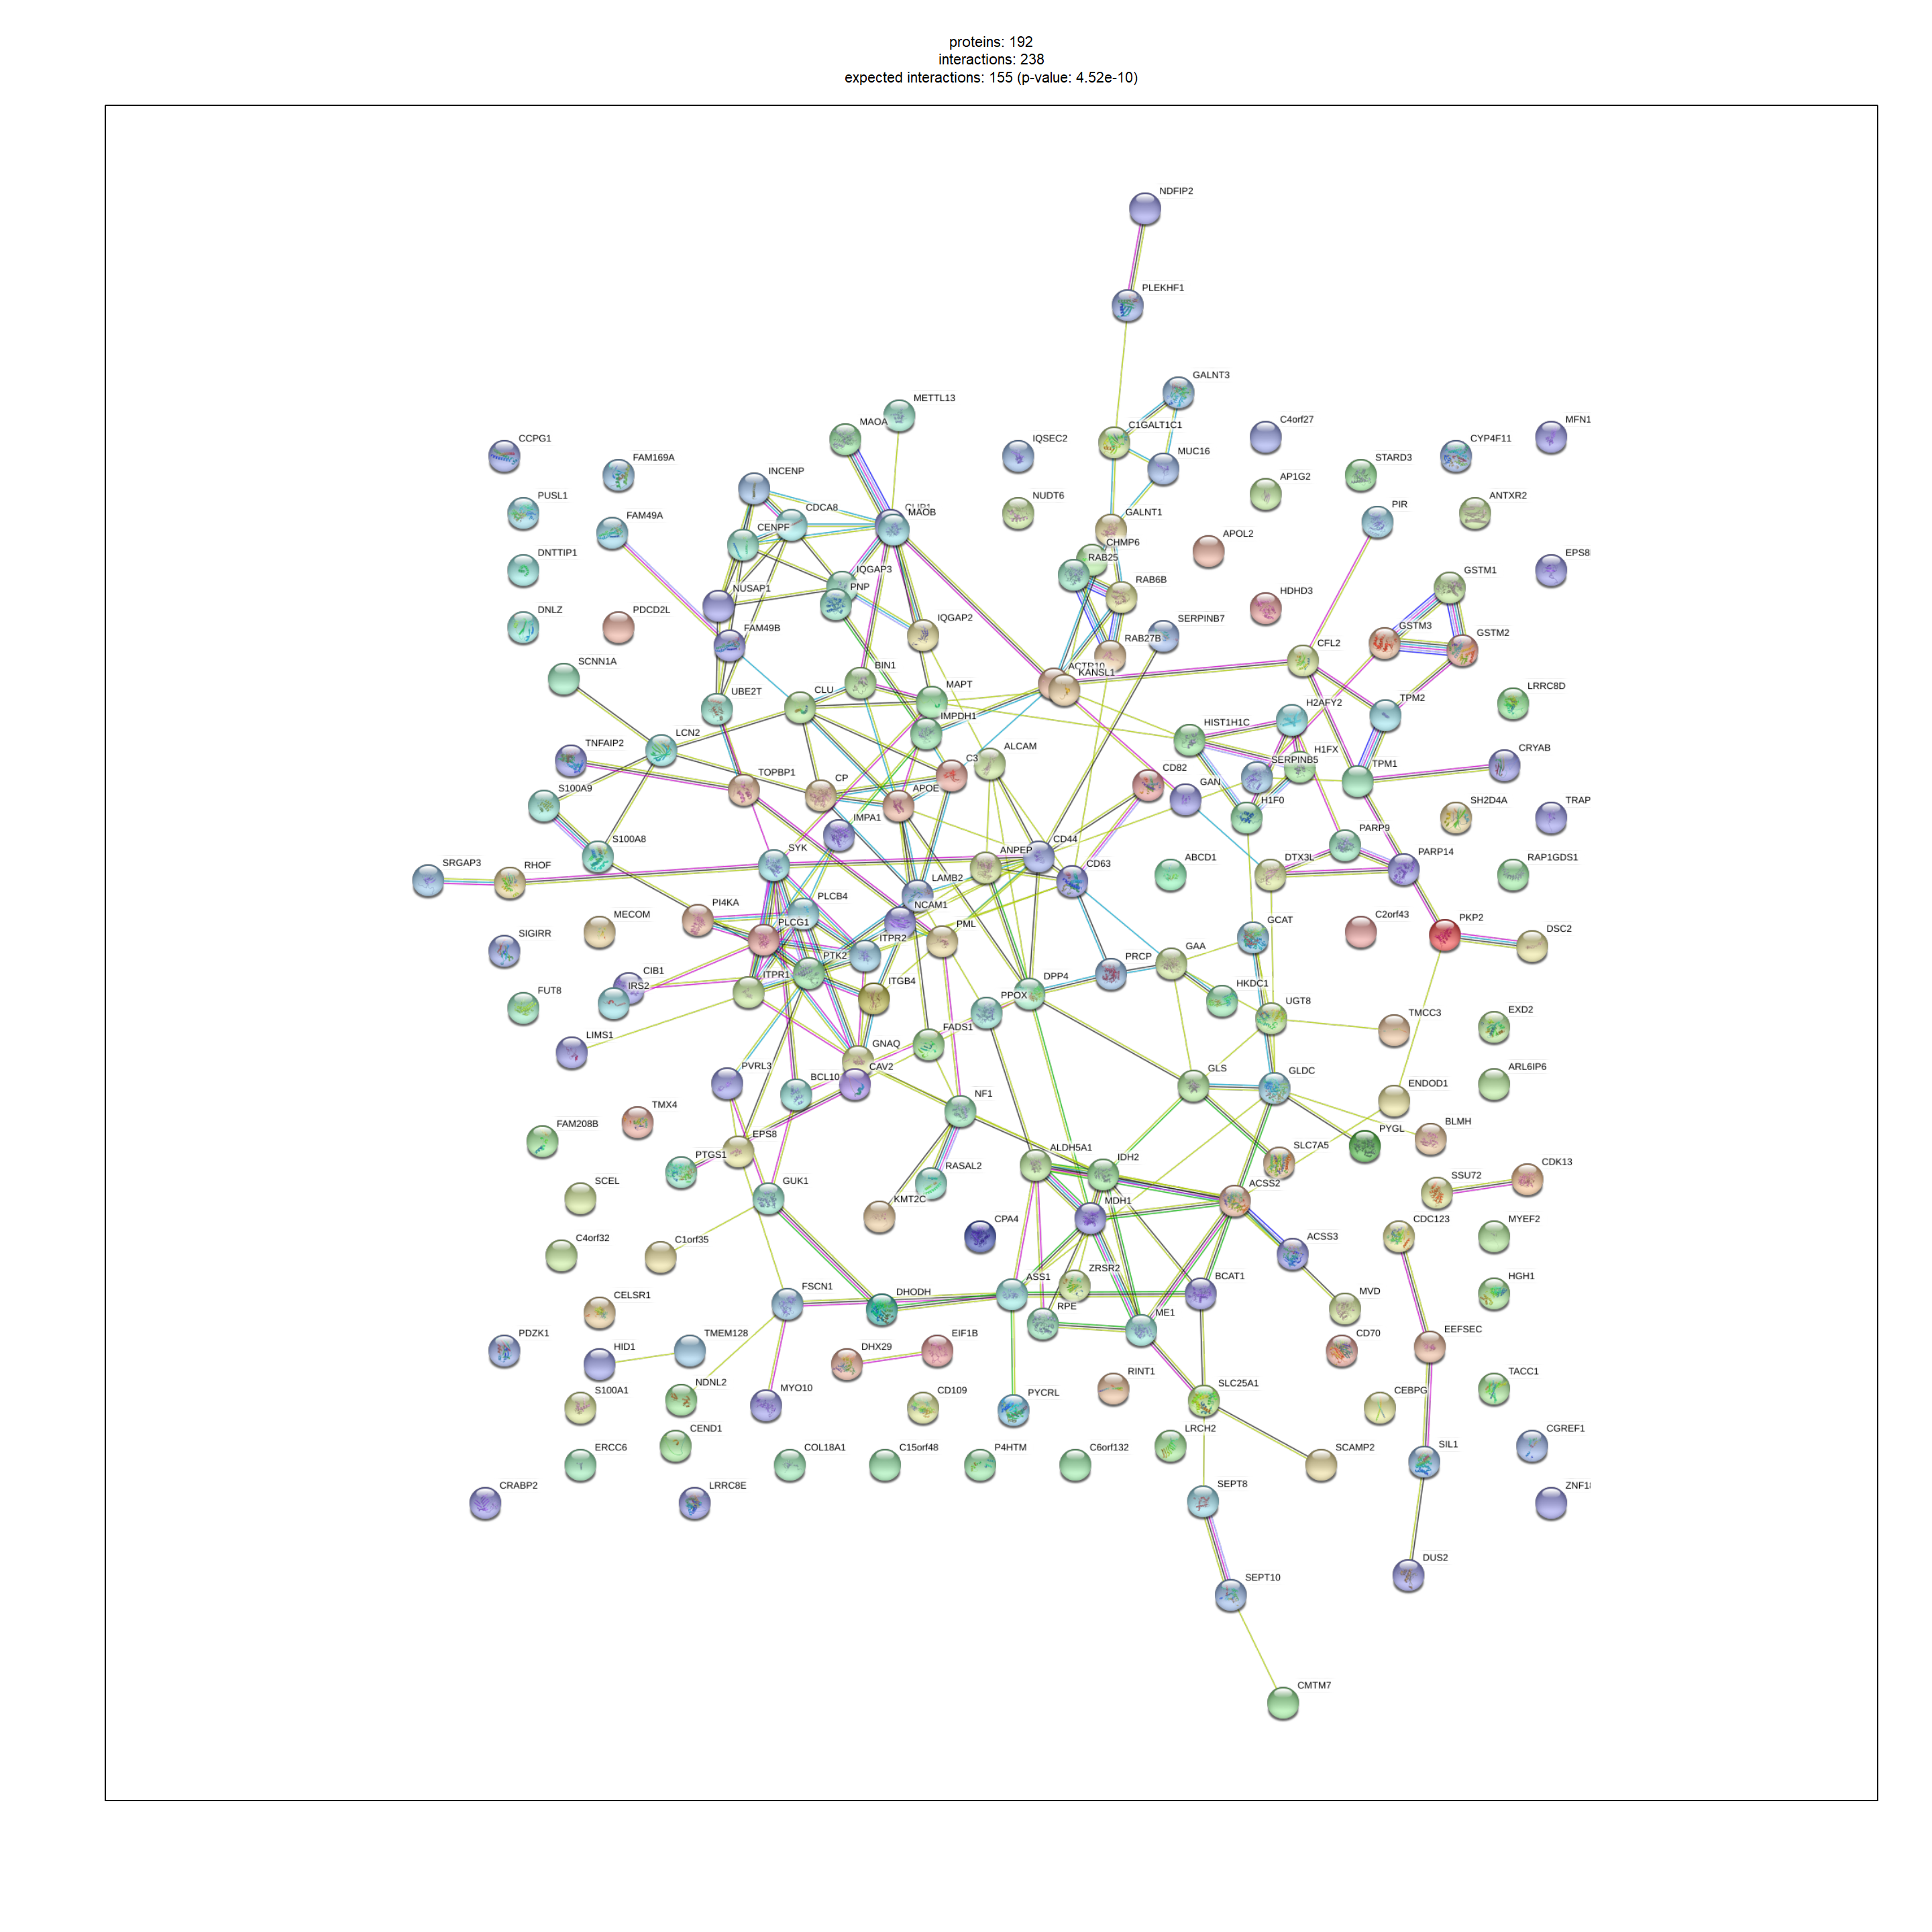 proteins: 192
interactions: 238
expected interactions: 155 (p-value: 4.52e-10)
NDFIP2
PLEKHF1
GALNT3
METTL13
MAOA
C4orf27
MFN1
C1GALT1C1
CCPG1
IQSEC2
CYP4F11
MUC16
FAM169A
INCENP
STARD3
AP1G2
PUSL1
CDCA8
NUDT6
ANTXR2
MAOB
GALNT1
PIR
FAM49A
CENPF
CHMP6
APOL2
DNTTIP1
RAB25
EPS8
IQGAP3
RAB6B
GSTM1
PNP
NUSAP1
HDHD3
DNLZ
PDCD2L
SERPINB7
GSTM3
GSTM2
IQGAP2
FAM49B
RAB27B
CFL2
SCNN1A
BIN1
KANSL1
MAPT
LRRC8D
UBE2T
CLU
TPM2
H2AFY2
IMPDH1
HIST1H1C
LCN2
ALCAM
H1FX
TNFAIP2
C3
SERPINB5
CRYAB
TPM1
TOPBP1
CP
CD82
GAN
S100A9
APOE
H1F0
SH2D4A
TRAP
IMPA1
PARP9
S100A8
CD44
SYK
ANPEP
DTX3L
PARP14
SRGAP3
RHOF
CD63
ABCD1
RAP1GDS1
LAMB2
PLCB4
PI4KA
NCAM1
MECOM
PLCG1
PML
GCAT
C2orf43
PKP2
DSC2
SIGIRR
ITPR2
PTK2
GAA
CIB1
ITPR1
PRCP
DPP4
IRS2
ITGB4
HKDC1
FUT8
PPOX
UGT8
TMCC3
EXD2
LIMS1
FADS1
GNAQ
PVRL3
CAV2
BCL10
GLS
GLDC
ARL6IP6
ENDOD1
NF1
TMX4
FAM208B
EPS8
BLMH
PYGL
SLC7A5
PTGS1
ALDH5A1
IDH2
RASAL2
SSU72
CDK13
SCEL
GUK1
KMT2C
ACSS2
MDH1
CPA4
CDC123
MYEF2
C4orf32
C1orf35
ACSS3
ZRSR2
ASS1
BCAT1
HGH1
FSCN1
DHODH
CELSR1
MVD
RPE
ME1
PDZK1
TMEM128
EIF1B
CD70
EEFSEC
HID1
DHX29
RINT1
TACC1
NDNL2
SLC25A1
S100A1
MYO10
CD109
PYCRL
CEBPG
CEND1
LRCH2
CGREF1
ERCC6
COL18A1
C15orf48
P4HTM
C6orf132
SCAMP2
SIL1
CRABP2
LRRC8E
SEPT8
DUS2
SEPT10
CMTM7